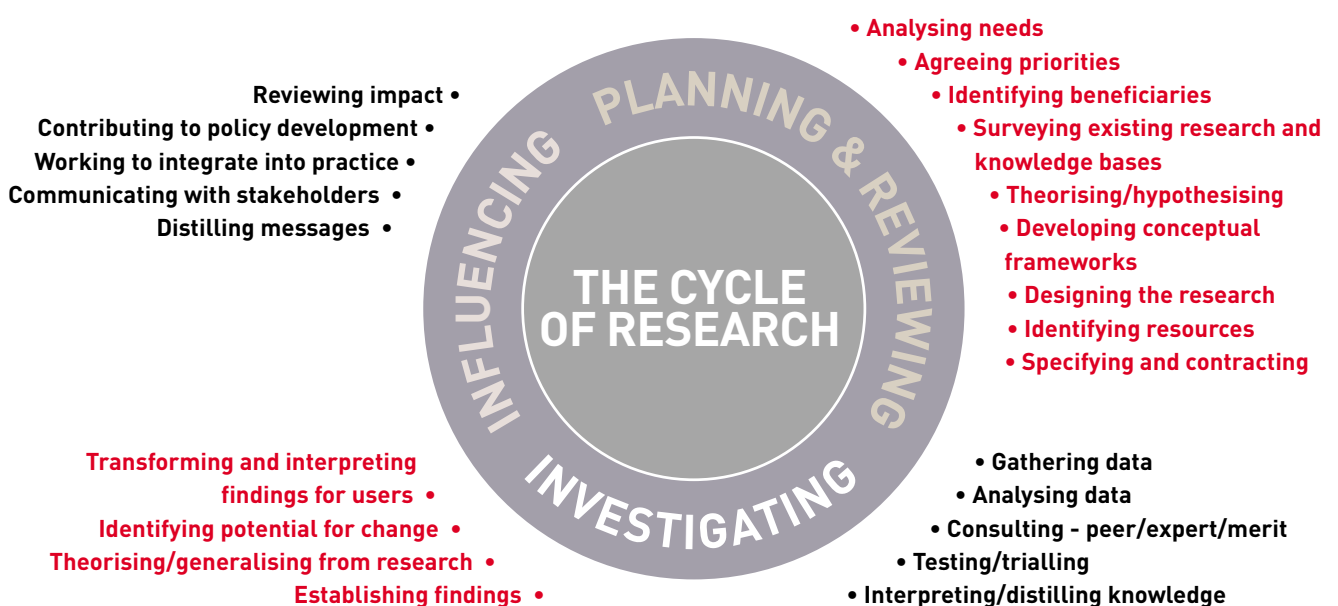 • Analysing needs
• Agreeing priorities
• Identifying beneficiaries
• Surveying existing research and
knowledge bases
• Theorising/hypothesising
• Developing conceptual
frameworks
• Designing the research
• Identifying resources
• Specifying and contracting
• Gathering data
• Analysing data
• Consulting - peer/expert/merit
• Testing/trialling
• Interpreting/distilling knowledge
Reviewing impact •
Contributing to policy development •
Working to integrate into practice •
Communicating with stakeholders •
Distilling messages •
Transforming and interpreting
findings for users •
Identifying potential for change •
Theorising/generalising from research •
Establishing findings •
PLANNING & REVIEWING
INVESTIGATING
INFLUENCING
THE CYCLE
OF RESEARCH